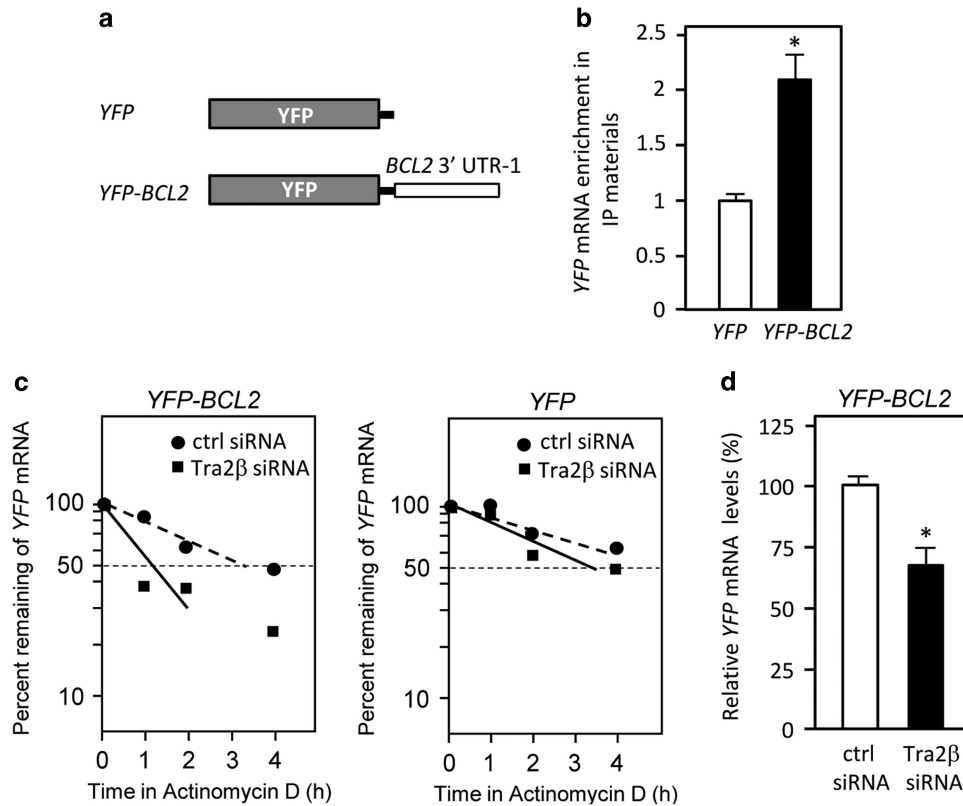 a
YFP
YFP
BCL2 3' UTR-1
YFP-BCL2
YFP
b
YFP mRNA enrichment in
IP materials
2.5
2
1.5
1
0.5
0
*
YFP
YFP-BCL2
c
YFP-BCL2
Percent remaining of YFP mRNA
100
50
10
ctrl siRNA
Tra2β siRNA
0 1 2 3 4
Time in Actinomycin D (h)
YFP
Percent remaining of YFP mRNA
100
50
10
ctrl siRNA
Tra2β siRNA
0 1 2 3 4
Time in Actinomycin D (h)
d
YFP-BCL2
Relative YFP mRNA levels (%)
125
100
75
50
25
0
*
ctrl
siRNA
Tra2β
siRNA